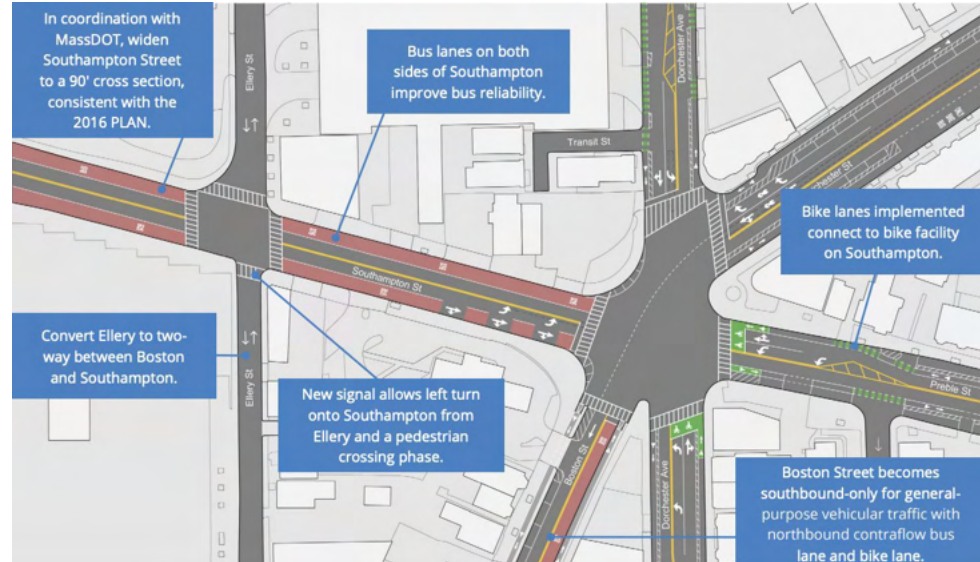 In coordination with
MassDOT, widen
Southampton Street
to a 90' cross section,
consistent with the
2016 PLAN.
Ellery St
Bus lanes on both
sides of Southampton
improve bus reliability.
Dorchester Ave
Transit St
Dorchester St
Bike lanes implemented
connect to bike facility
on Southampton.
Southampton St
Convert Ellery to two-
way between Boston
and Southampton.
Ellery St
New signal allows left turn
onto Southampton from
Ellery and a pedestrian
crossing phase.
Preble St
Boston St
Dorchester Ave
Boston Street becomes
southbound-only for general-
purpose vehicular traffic with
northbound contraflow bus
lane and bike lane.